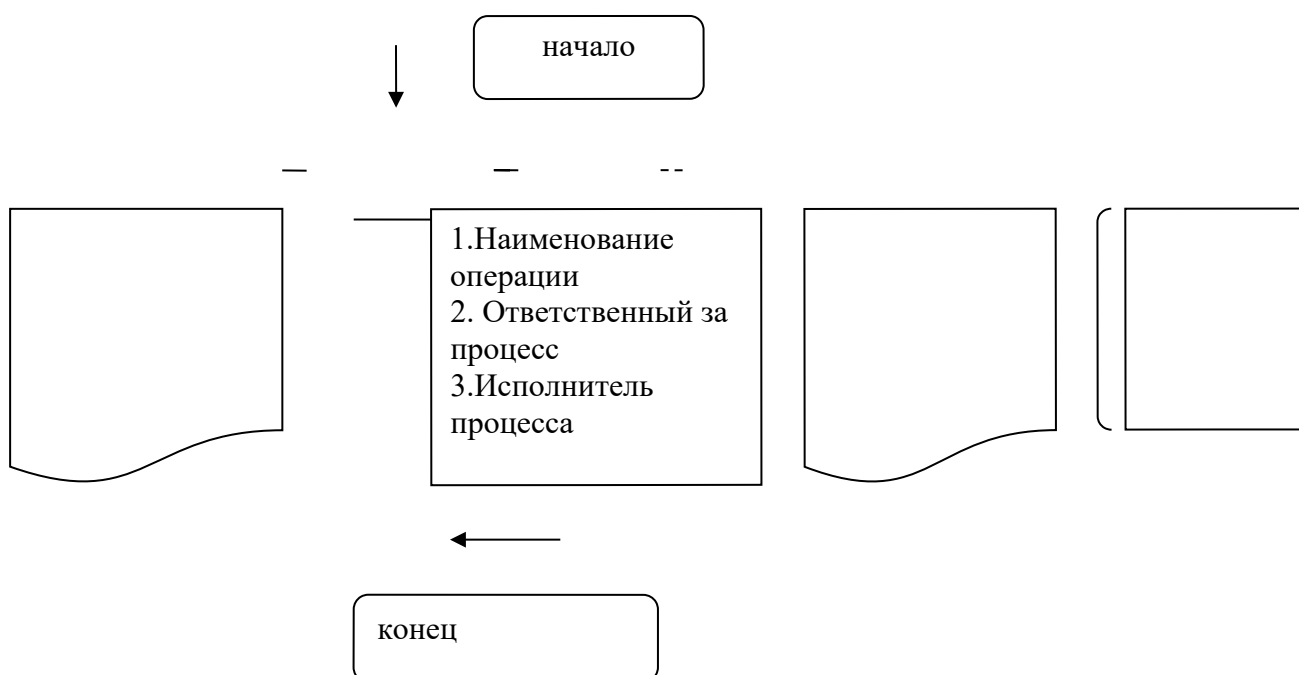 начало
1.Наименование
операции
2. Ответственный за
процесс
3.Исполнитель
процесса
конец